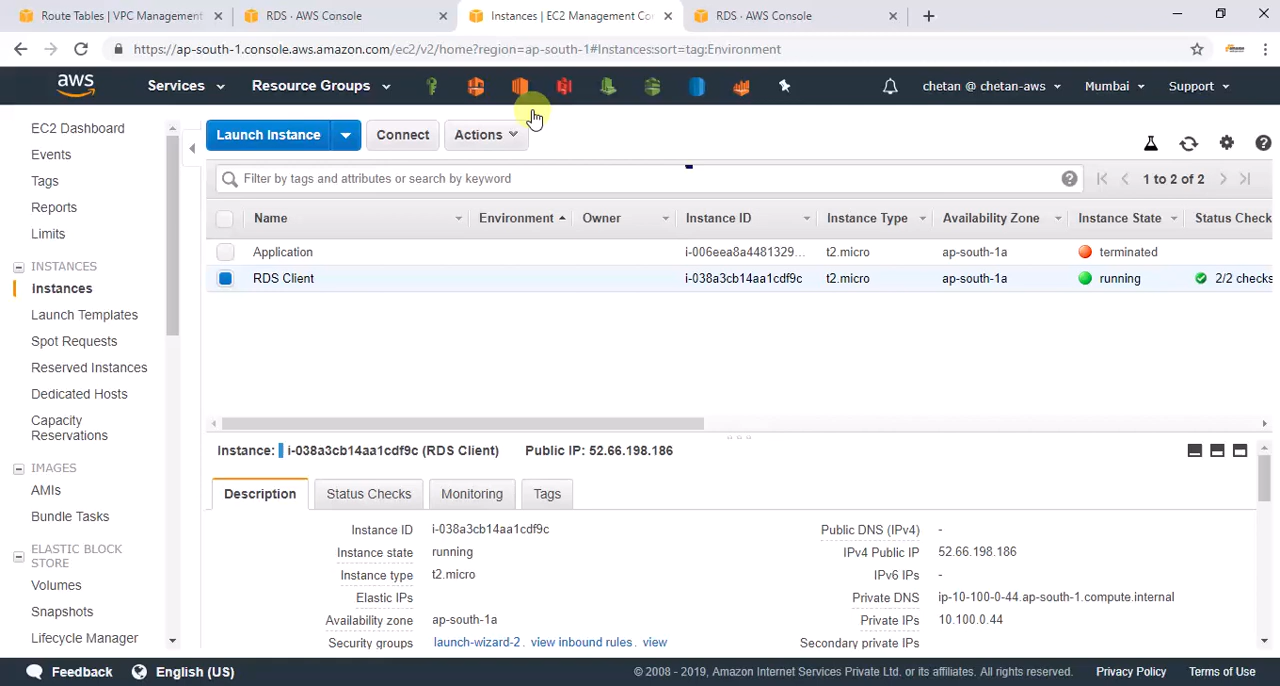 Route Tables | VPC Management
RDS · AWS Console
Instances | EC2 Management Co
RDS · AWS Console
https://ap-south-1.console.aws.amazon.com/ec2/v2/home?region=ap-south-1#Instances:sort=tag:Environment
aws
Services
Resource Groups
chetan @ chetan-aws
Mumbai
Support
EC2 Dashboard
Events
Tags
Reports
Limits
INSTANCES
Instances
Launch Templates
Spot Requests
Reserved Instances
Dedicated Hosts
Capacity
Reservations
IMAGES
AMIs
Bundle Tasks
ELASTIC BLOCK
STORE
Volumes
Snapshots
Lifecycle Manager
Launch Instance
Connect
Actions
Filter by tags and attributes or search by keyword
1 to 2 of 2
Name Environment Owner Instance ID Instance Type Availability Zone Instance State Status Check
Application i-006eea8a4481329... t2.micro ap-south-1a terminated
RDS Client i-038a3cb14aa1cdf9c t2.micro ap-south-1a running 2/2 checks
Instance: i-038a3cb14aa1cdf9c (RDS Client) Public IP: 52.66.198.186
Description
Status Checks
Monitoring
Tags
Instance ID i-038a3cb14aa1cdf9c
Instance state running
Instance type t2.micro
Elastic IPs
Availability zone ap-south-1a
Security groups launch-wizard-2 . view inbound rules . view
Public DNS (IPv4) -
IPv4 Public IP 52.66.198.186
IPv6 IPs -
Private DNS ip-10-100-0-44.ap-south-1.compute.internal
Private IPs 10.100.0.44
Secondary private IPs
Feedback
English (US)
© 2008 - 2019, Amazon Internet Services Private Ltd. or its affiliates. All rights reserved.
Privacy Policy
Terms of Use